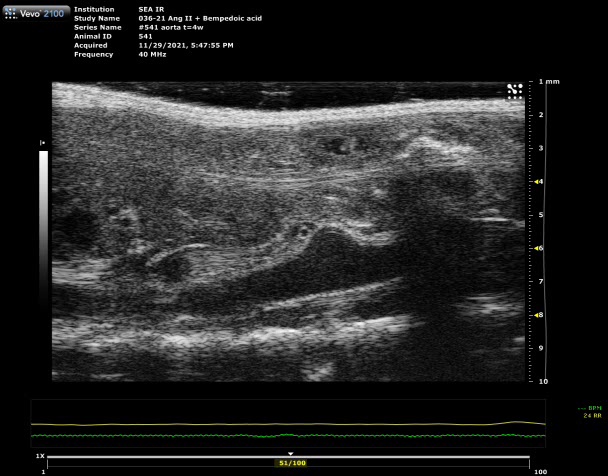 Vevo 2100
Institution SEA IR
Study Name 036-21 Ang II + Bempedoic acid
Series Name #541 aorta t=4w
Animal ID 541
Acquired 11/29/2021, 5:47:55 PM
Frequency 40 MHz
1 mm
2
3
4
5
6
7
8
9
10
--- BPM
24 RR
1X
51/100
1 100